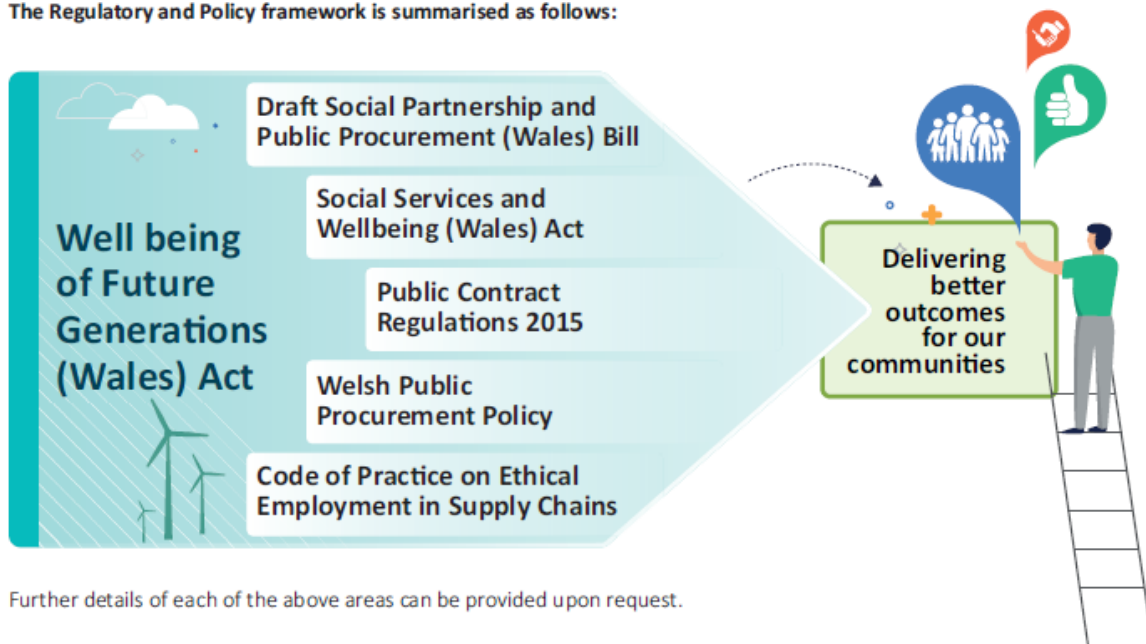 The Regulatory and Policy framework is summarised as follows:
Well being
of Future
Generations
(Wales) Act
Draft Social Partnership and
Public Procurement (Wales) Bill
Social Services and
Wellbeing (Wales) Act
Public Contract
Regulations 2015
Welsh Public
Procurement Policy
Code of Practice on Ethical
Employment in Supply Chains
Delivering
better
outcomes
for our
communities
Further details of each of the above areas can be provided upon request.